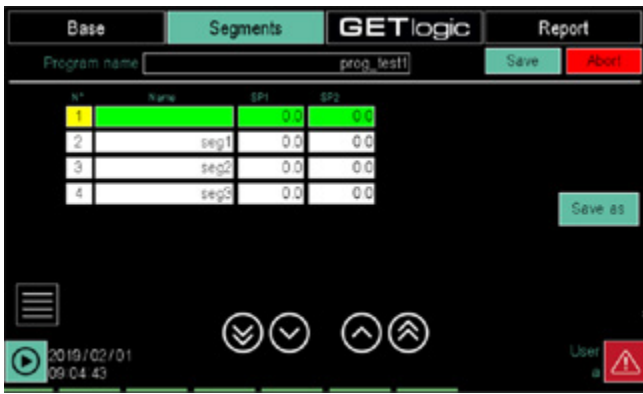 Base Segments GETlogic Report
Program name prog_test1 Save Abort
N° Name SP1 SP2
1 0.0 0.0
2 seg1 0.0 0.0
3 seg2 0.0 0.0
4 seg3 0.0 0.0
Save as
User
2019/02/01
a
09:04:43